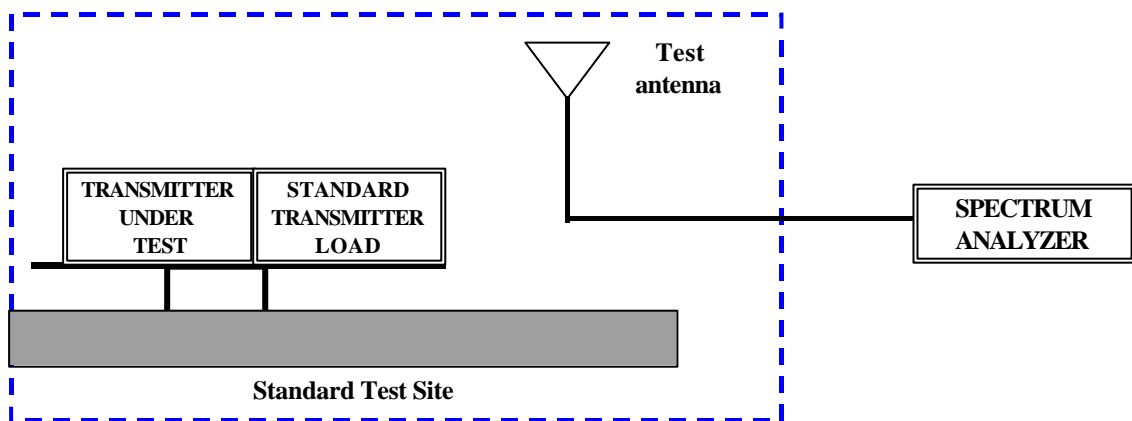 Test
antenna
TRANSMITTER
UNDER
TEST
STANDARD
TRANSMITTER
LOAD
SPECTRUM
ANALYZER
Standard Test Site